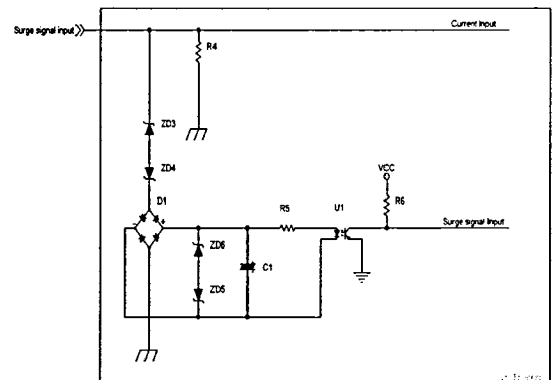 Surge signal input
Current Input
R4
ZD3
ZD4
VCC
D1
R5
U1
R6
Surge signal Input
- +
ZD6
C1
ZD5